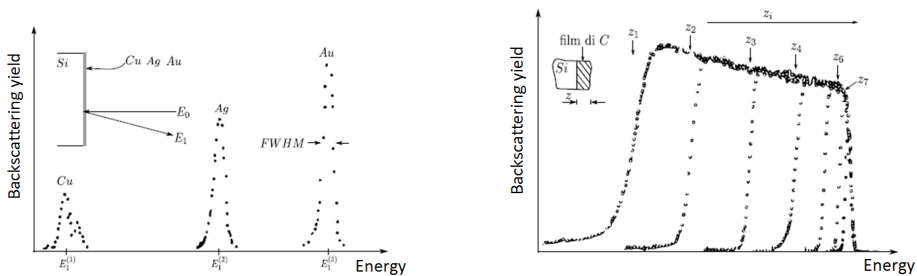 Backscattering yield
Si
Cu Ag Au
E₀
E₁
Cu
Ag
Au
FWHM
E₁⁽¹⁾
E₁⁽²⁾
E₁⁽³⁾
Energy
Backscattering yield
film di C
Si
z
z₁
z₂
z₃
z₄
z₆
z₇
zᵢ
Energy